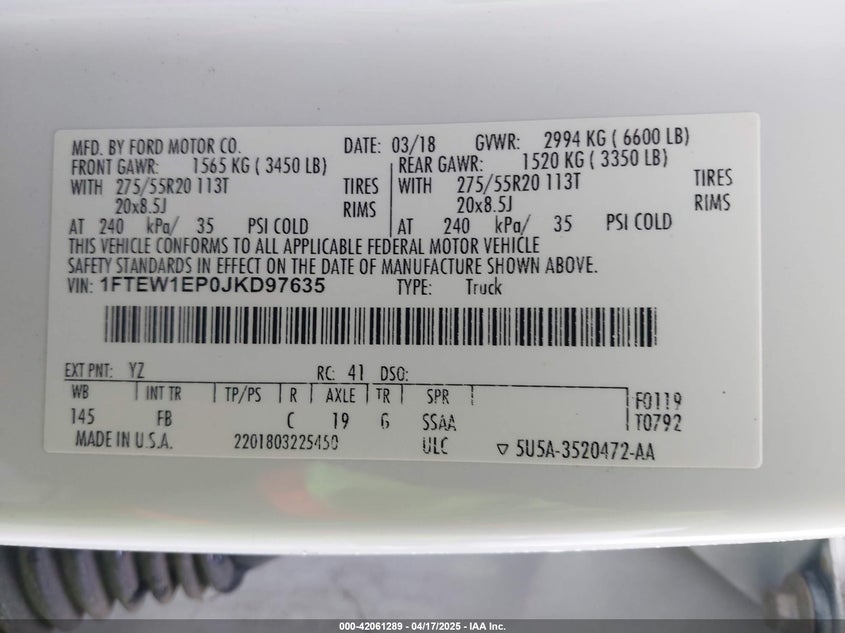 MFD. BY FORD MOTOR CO. DATE: 03/18 GVWR: 2994 KG ( 6600 LB)
FRONT GAWR: 1565 KG ( 3450 LB) REAR GAWR: 1520 KG ( 3350 LB)
WITH 275/55R20 113T TIRES WITH 275/55R20 113T TIRES
20x8.5J RIMS 20x8.5J RIMS
AT 240 kPa/ 35 PSI COLD AT 240 kPa/ 35 PSI COLD
THIS VEHICLE CONFORMS TO ALL APPLICABLE FEDERAL MOTOR VEHICLE
SAFETY STANDARDS IN EFFECT ON THE DATE OF MANUFACTURE SHOWN ABOVE.
VIN: 1FTEW1EP0JKD97635 TYPE: Truck
EXT PNT: YZ RC: 41 DSO:
WB INT TR TP/PS R AXLE TR SPR F0119
145 FB C 19 6 SSAA T0792
MADE IN U.S.A. 2201803225450 ULC ▽ 5U5A-3520472-AA
000-42061289 - 04/17/2025 - IAA Inc.